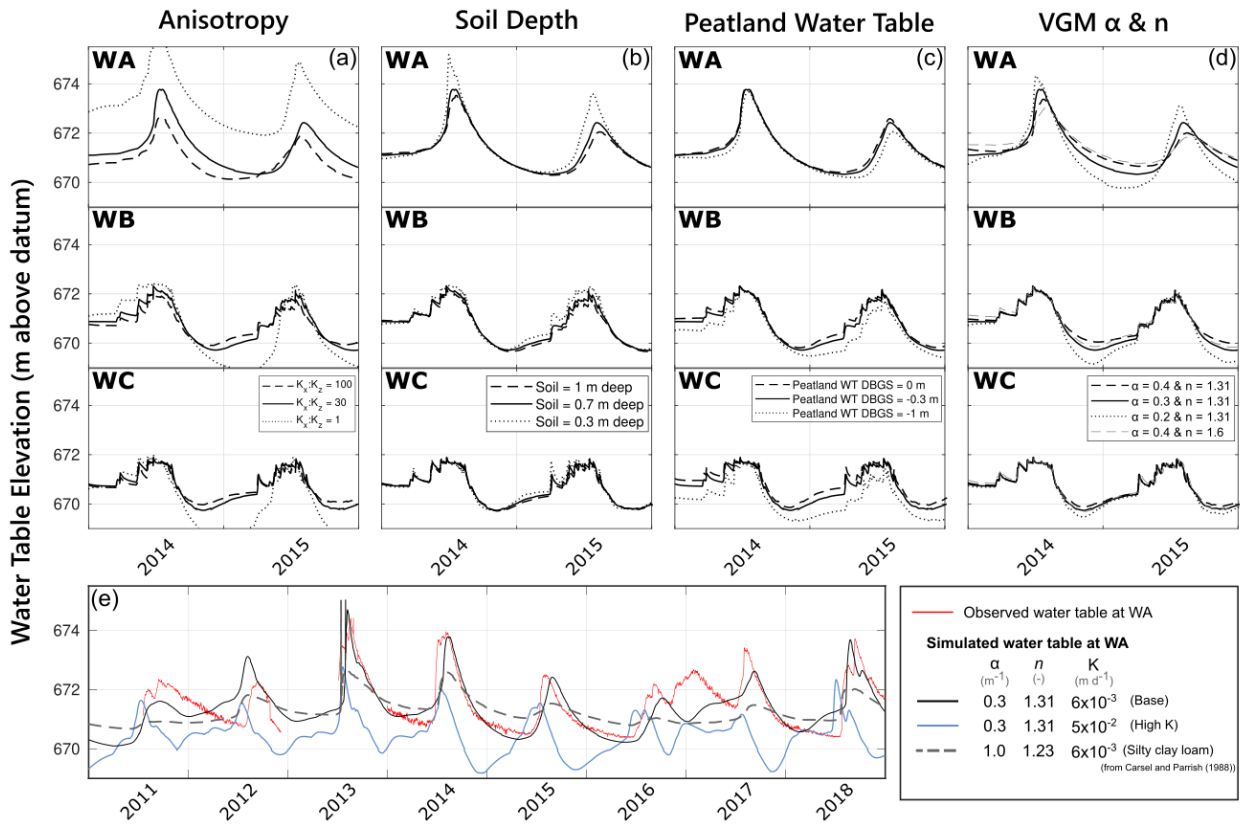 Anisotropy
Soil Depth
Peatland Water Table
VGM α & n
Water Table Elevation (m above datum)
WA (a)
WA (b)
WA (c)
WA (d)
674
672
670
WB
WB
WB
WB
674
672
670
WC
WC
WC
WC
674
672
670
Kx:Kz = 100
Kx:Kz = 30
Kx:Kz = 1
Soil = 1 m deep
Soil = 0.7 m deep
Soil = 0.3 m deep
Peatland WT DBGS = 0 m
Peatland WT DBGS = -0.3 m
Peatland WT DBGS = -1 m
α = 0.4 & n = 1.31
α = 0.3 & n = 1.31
α = 0.2 & n = 1.31
α = 0.4 & n = 1.6
2014 2015 2014 2015 2014 2015 2014 2015
(e)
674
672
670
2011 2012 2013 2014 2015 2016 2017 2018
Observed water table at WA
Simulated water table at WA
α n K
(m⁻¹) (-) (m d⁻¹)
0.3 1.31 6x10⁻³ (Base)
0.3 1.31 5x10⁻² (High K)
1.0 1.23 6x10⁻³ (Silty clay loam)
(from Carsel and Parrish (1988))